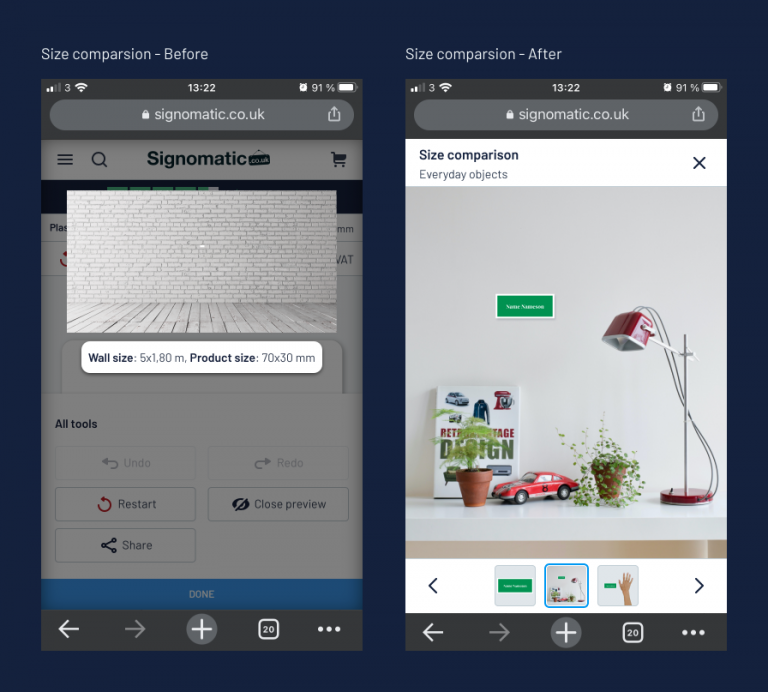 Size comparsion - Before
3
13:22
91 %
signomatic.co.uk
Signomatic.co.uk
Plas
mm
VAT
Wall size: 5x1,80 m, Product size: 70x30 mm
All tools
Undo
Redo
Restart
Close preview
Share
DONE
20
Size comparsion - After
3
13:22
91 %
signomatic.co.uk
Size comparison
Everyday objects
Name Nameson
DESIGN
20